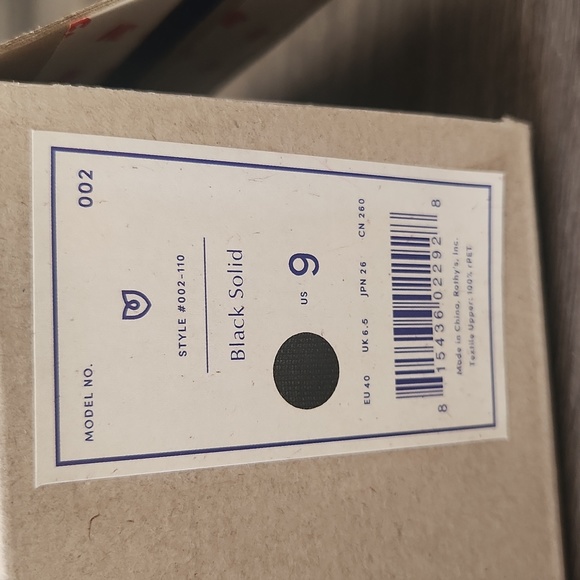 MODEL NO. 002
STYLE #002-110
Black Solid
US 9
EU 40 UK 6.5 JPN 26 CN 260
8 15436 02292 8
Made in China. Rothy's, Inc.
Textile Upper: 100% rPET